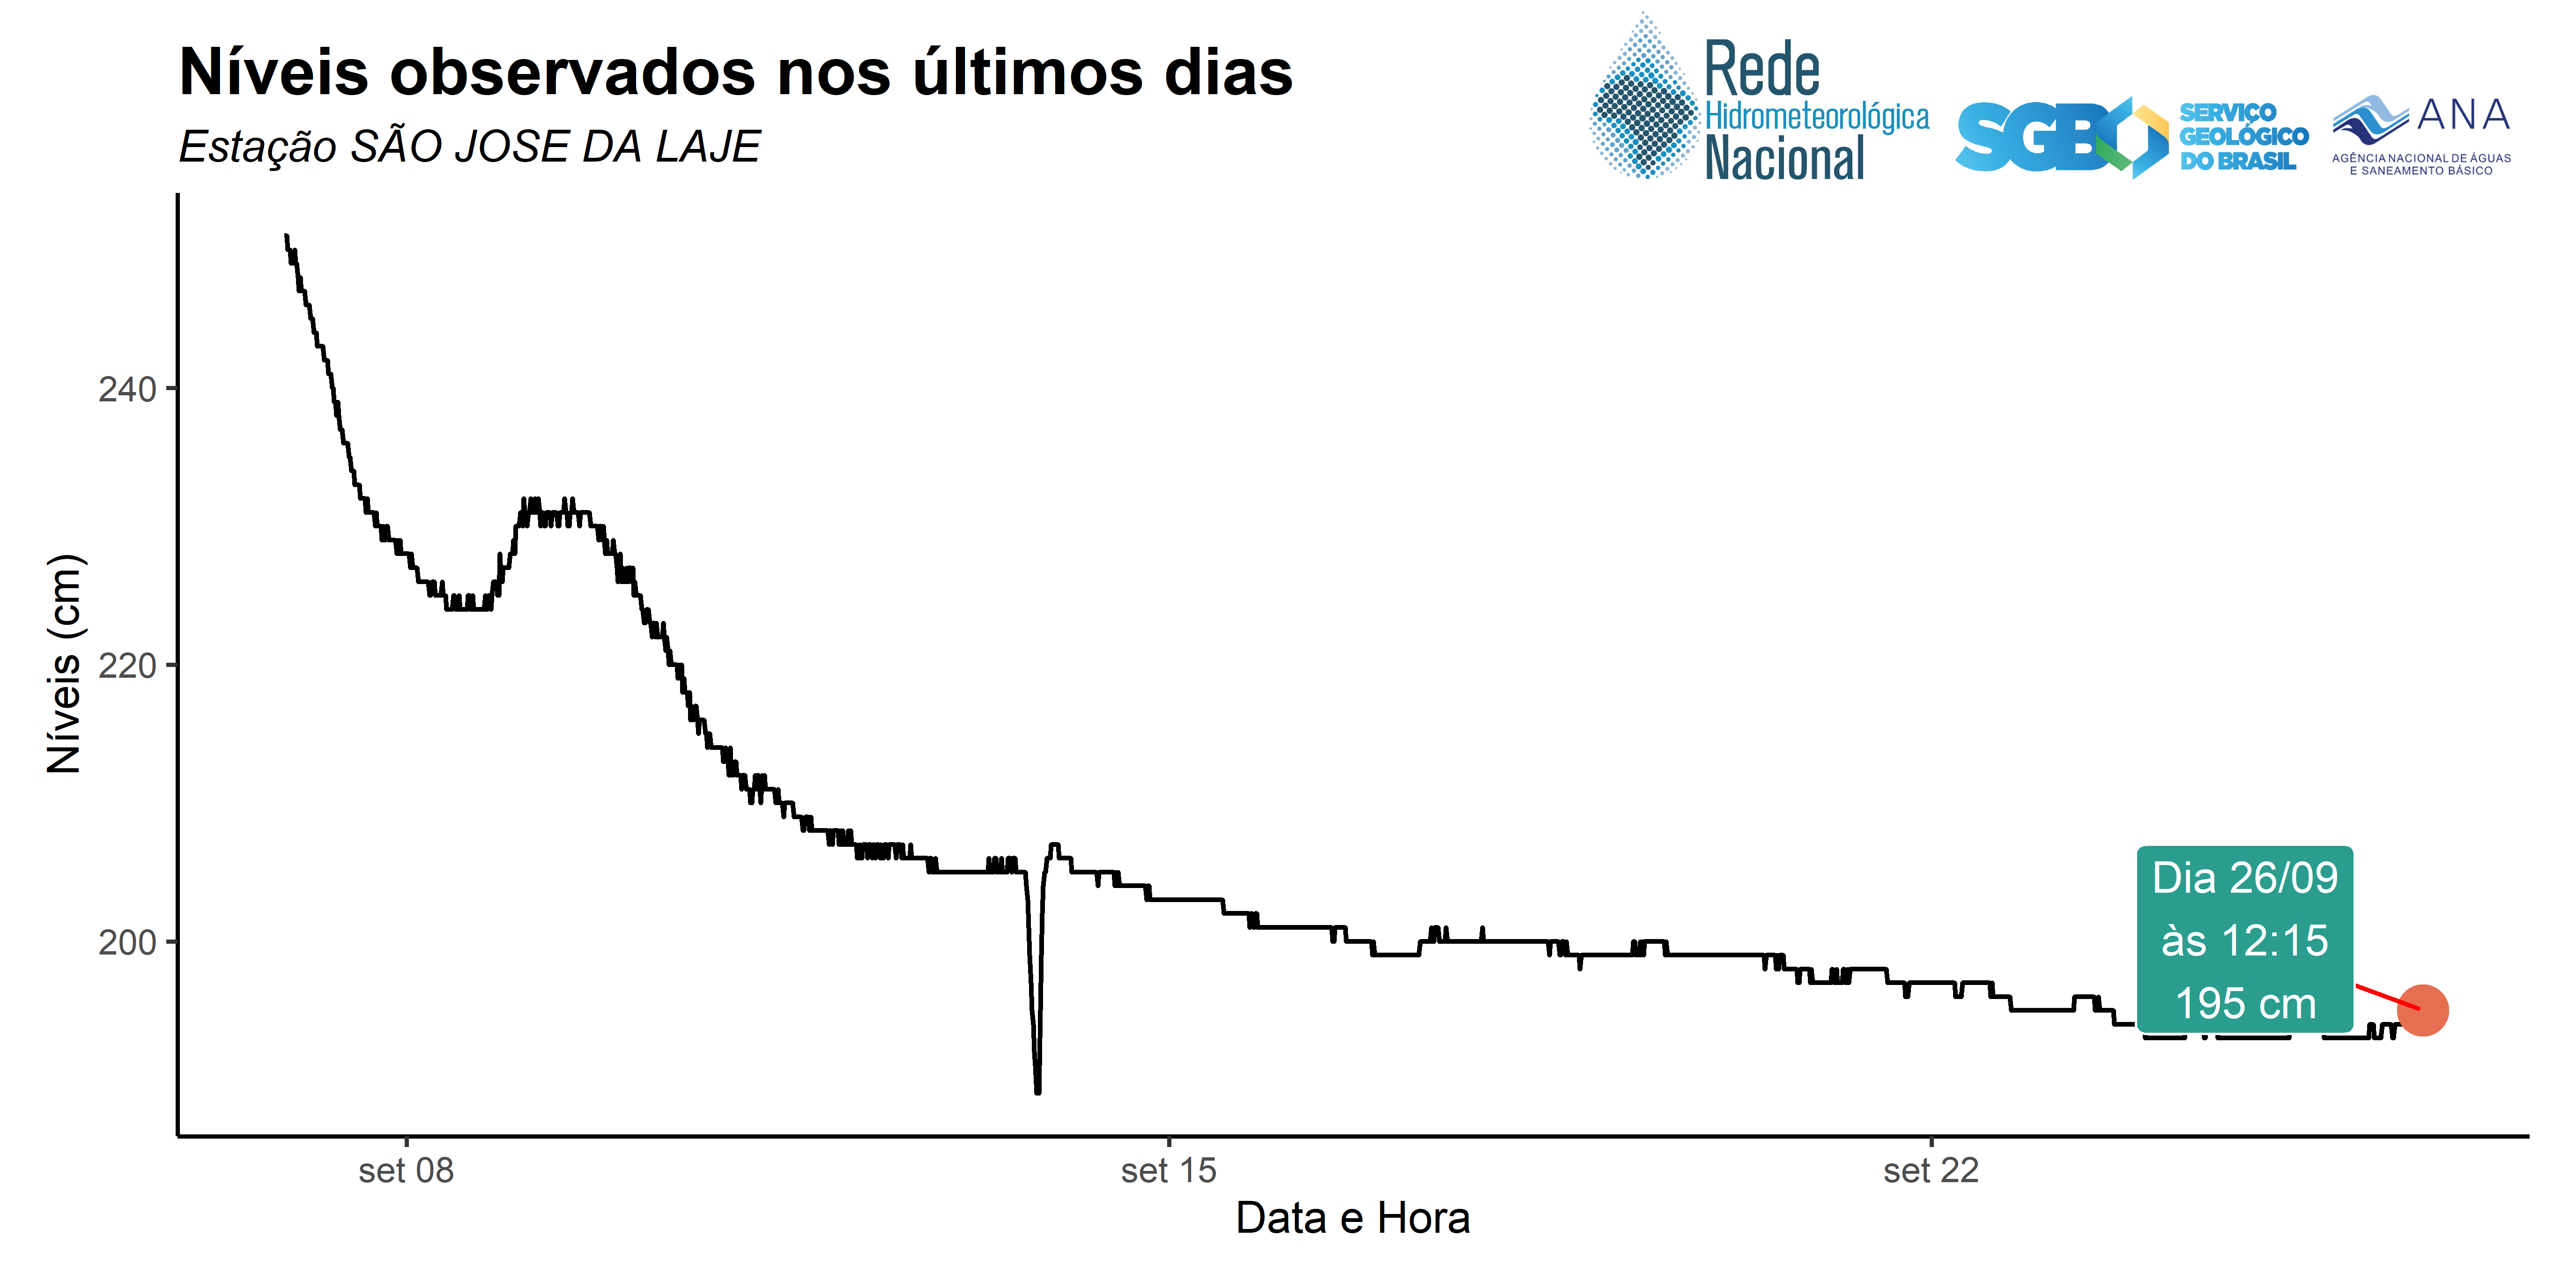 Níveis observados nos últimos dias
Estação SÃO JOSE DA LAJE
Rede
Hidrometeorológica
Nacional
SGB
SERVIÇO
GEOLÓGICO
DO BRASIL
ANA
AGÊNCIA NACIONAL DE ÁGUAS
E SANEAMENTO BÁSICO
Níveis (cm)
240
220
200
Dia 26/09
às 12:15
195 cm
set 08
set 15
set 22
Data e Hora